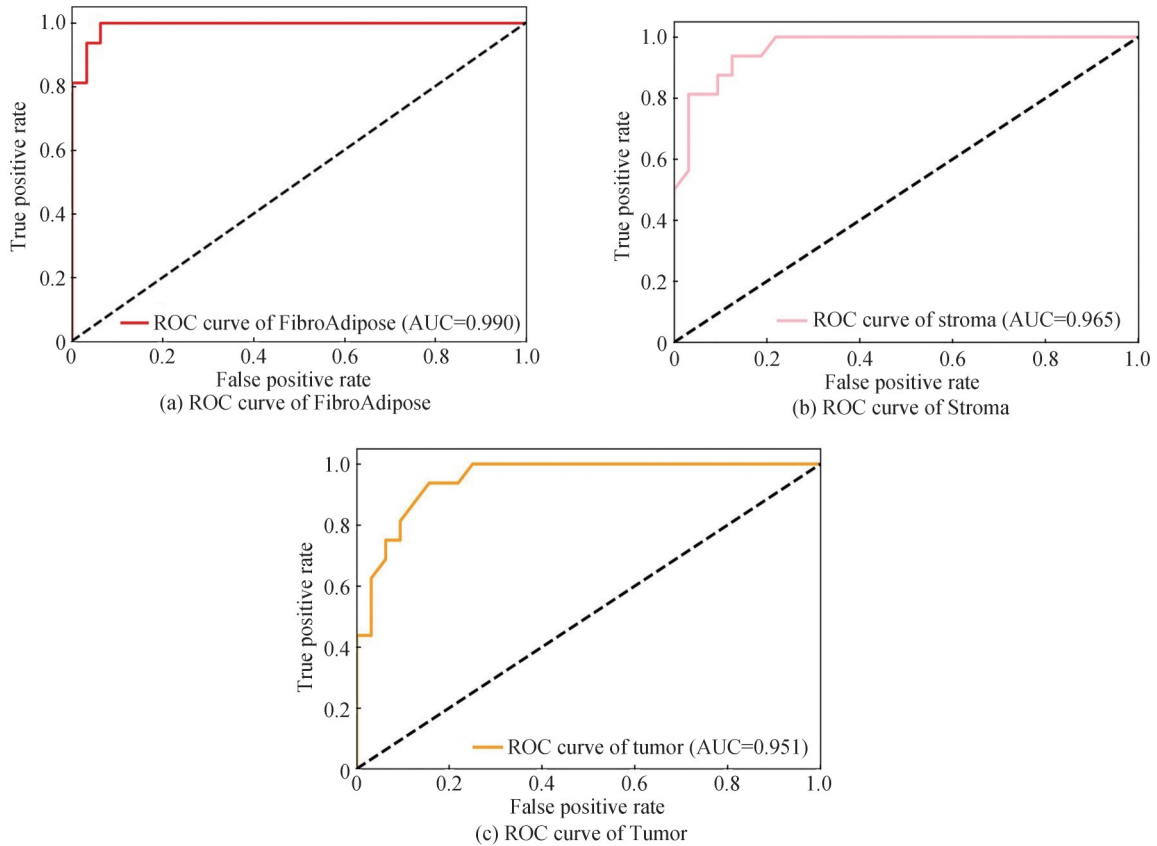 1.0
0.8
0.6
0.4
0.2
0
True positive rate
ROC curve of FibroAdipose (AUC=0.990)
0 0.2 0.4 0.6 0.8 1.0
False positive rate
(a) ROC curve of FibroAdipose
1.0
0.8
0.6
0.4
0.2
0
True positive rate
ROC curve of stroma (AUC=0.965)
0 0.2 0.4 0.6 0.8 1.0
False positive rate
(b) ROC curve of Stroma
1.0
0.8
0.6
0.4
0.2
0
True positive rate
ROC curve of tumor (AUC=0.951)
0 0.2 0.4 0.6 0.8 1.0
False positive rate
(c) ROC curve of Tumor